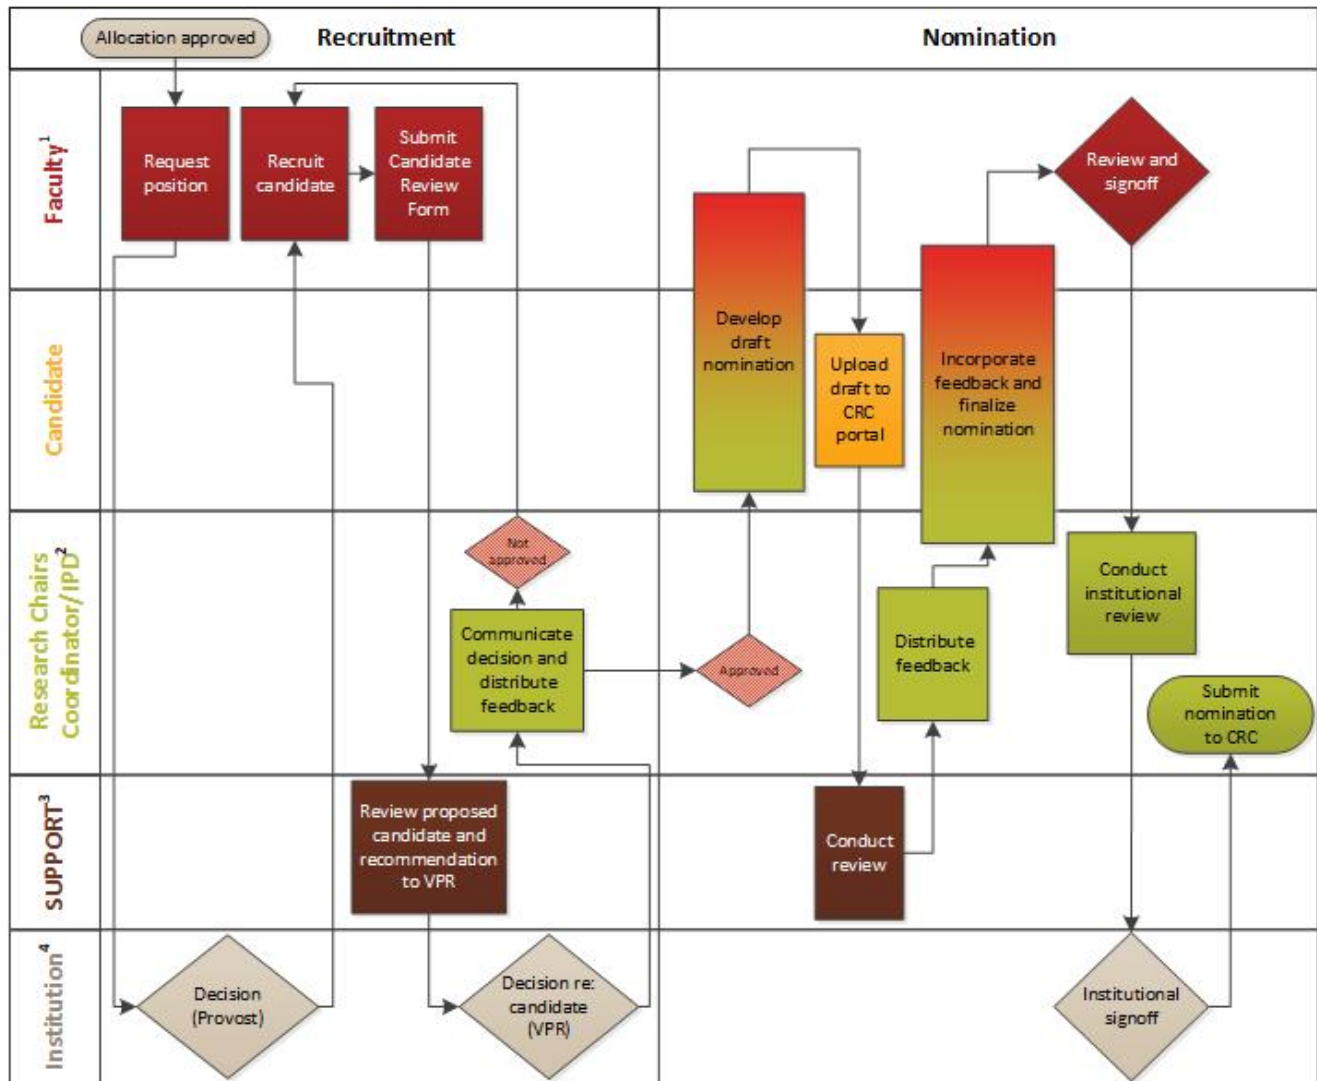 Allocation approved
Recruitment
Nomination
Faculty¹
Request
position
Recruit
candidate
Submit
Candidate
Review
Form
Review and
signoff
Candidate
Develop
draft
nomination
Upload
draft to
CRC
portal
Incorporate
feedback and
finalize
nomination
Research Chairs
Coordinator/IPD²
Not
approved
Communicate
decision and
distribute
feedback
Approved
Distribute
feedback
Conduct
institutional
review
Submit
nomination
to CRC
SUPPORT³
Review proposed
candidate and
recommendation
to VPR
Conduct
review
Institution⁴
Decision
(Provost)
Decision re:
candidate
(VPR)
Institutional
signoff